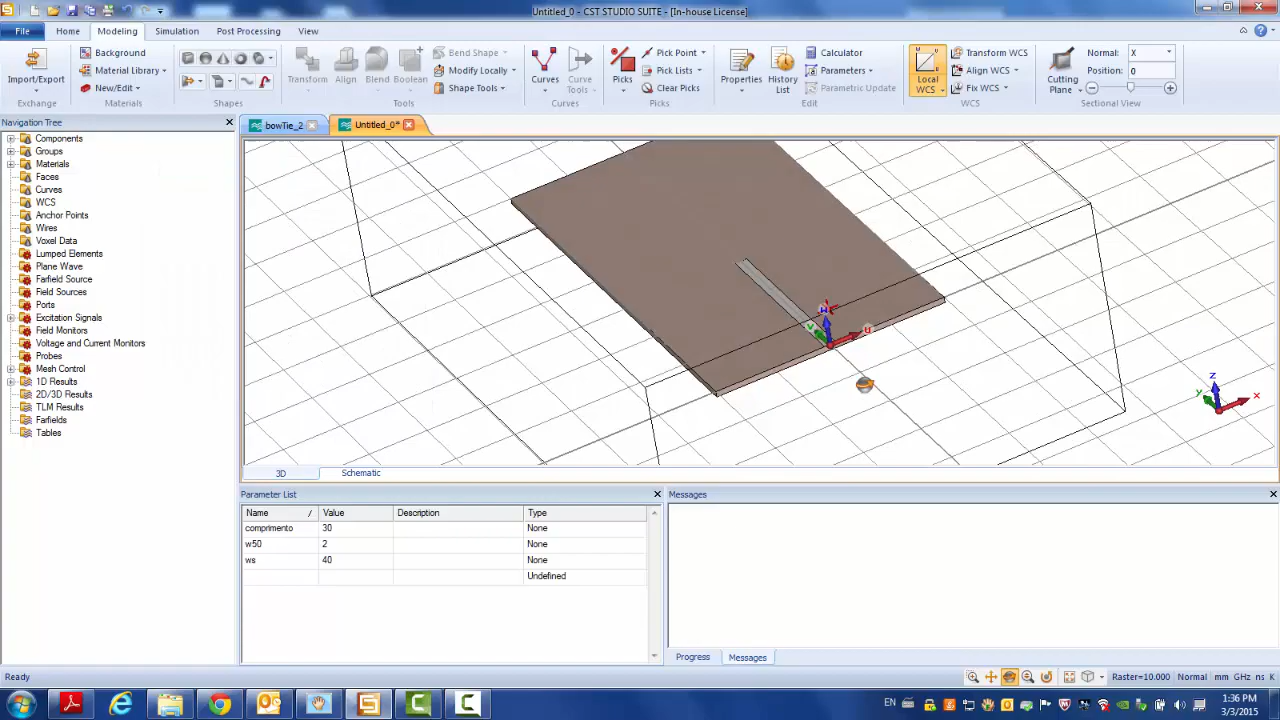 Untitled_0 - CST STUDIO SUITE - [In-house License]
File Home Modeling Simulation Post Processing View
Import/Export
Exchange
Background
Material Library
New/Edit
Materials
Shapes
Transform Align Blend Boolean
Bend Shape
Modify Locally
Shape Tools
Tools
Curves Curve Tools
Curves
Picks
Pick Point
Pick Lists
Clear Picks
Picks
Properties History List
Calculator
Parameters
Parametric Update
Edit
Local WCS
Transform WCS
Align WCS
Fix WCS
WCS
Cutting Plane
Normal: X
Position: 0
Sectional View
Navigation Tree
bowTie_2 Untitled_0*
Components
Groups
Materials
Faces
Curves
WCS
Anchor Points
Wires
Voxel Data
Lumped Elements
Plane Wave
Farfield Source
Field Sources
Ports
Excitation Signals
Field Monitors
Voltage and Current Monitors
Probes
Mesh Control
1D Results
2D/3D Results
TLM Results
Farfields
Tables
W
V U
Z
Y X
3D Schematic
Parameter List
Name / Value Description Type
comprimento 30 None
w50 2 None
ws 40 None
Undefined
Messages
Progress Messages
Ready
Raster=10.000 Normal mm GHz ns K
EN
1:36 PM
3/3/2015